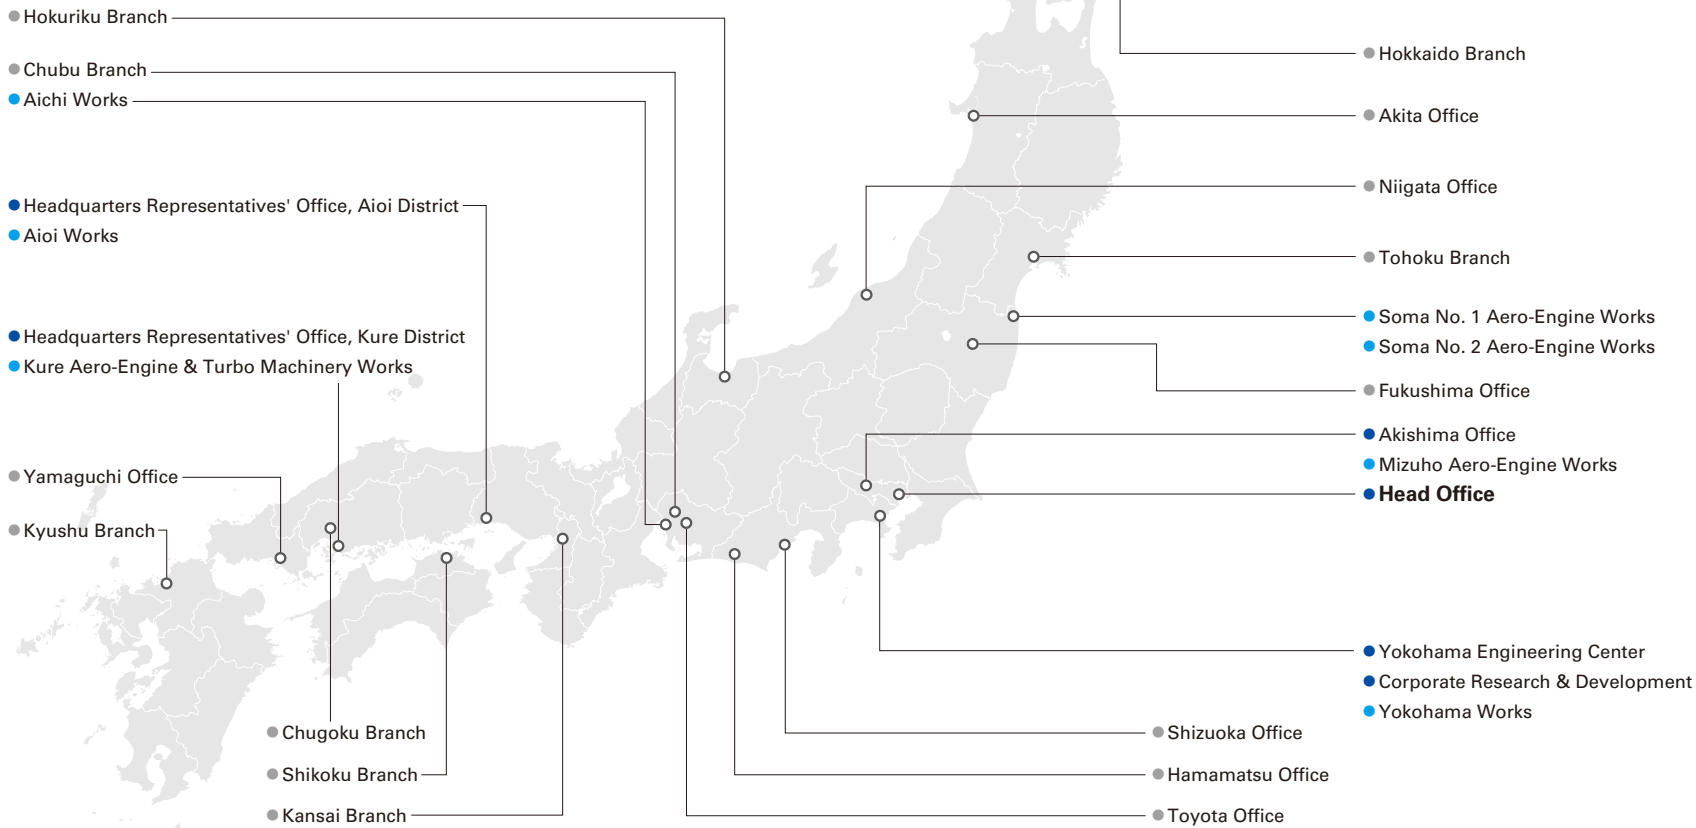 Hokuriku Branch
Chubu Branch
Aichi Works
Headquarters Representatives' Office, Aioi District
Aioi Works
Headquarters Representatives' Office, Kure District
Kure Aero-Engine & Turbo Machinery Works
Yamaguchi Office
Kyushu Branch
Chugoku Branch
Shikoku Branch
Kansai Branch
Hokkaido Branch
Akita Office
Niigata Office
Tohoku Branch
Soma No. 1 Aero-Engine Works
Soma No. 2 Aero-Engine Works
Fukushima Office
Akishima Office
Mizuho Aero-Engine Works
Head Office
Yokohama Engineering Center
Corporate Research & Development
Yokohama Works
Shizuoka Office
Hamamatsu Office
Toyota Office